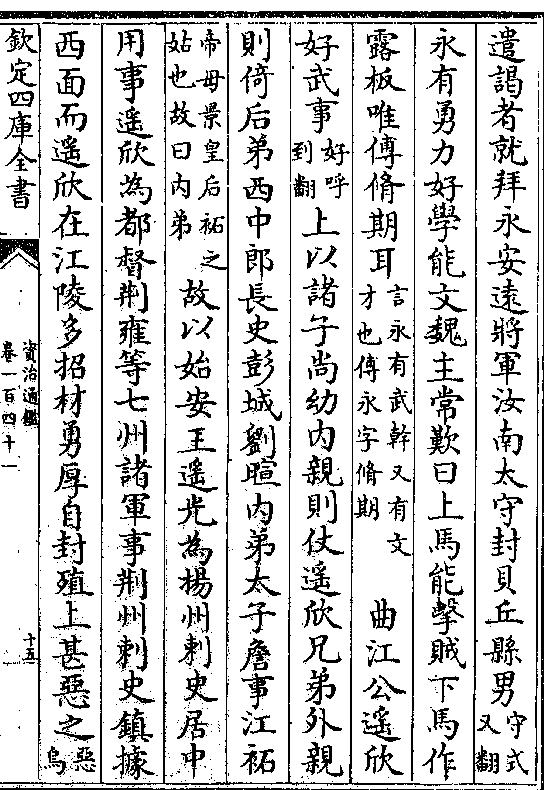 遣謁者就拜永安遠將軍汝南太守封貝丘縣男守式又翻
永有勇力好學能文魏主常歎曰上馬能擊賊下馬作
露板唯傅脩期耳言永有武幹又有文才也傅永字脩期 曲江公遥欣
好武事好呼到翻上以諸子尚幼内親則仗遥欣兄弟外親
則倚后弟西中郎長史彭城劉暄内弟太子詹事江祏
帝母景皇后祏之姑也故曰内弟故以始安王遥光為楊州刺史居中
用事遥欣為都督荆雍等七州諸軍事荆州刺史鎮據
西面而遥欣在江陵多招材勇厚自封殖上甚惡之惡烏
欽定四庫全書
資治通鑑
卷一百四十一
十五